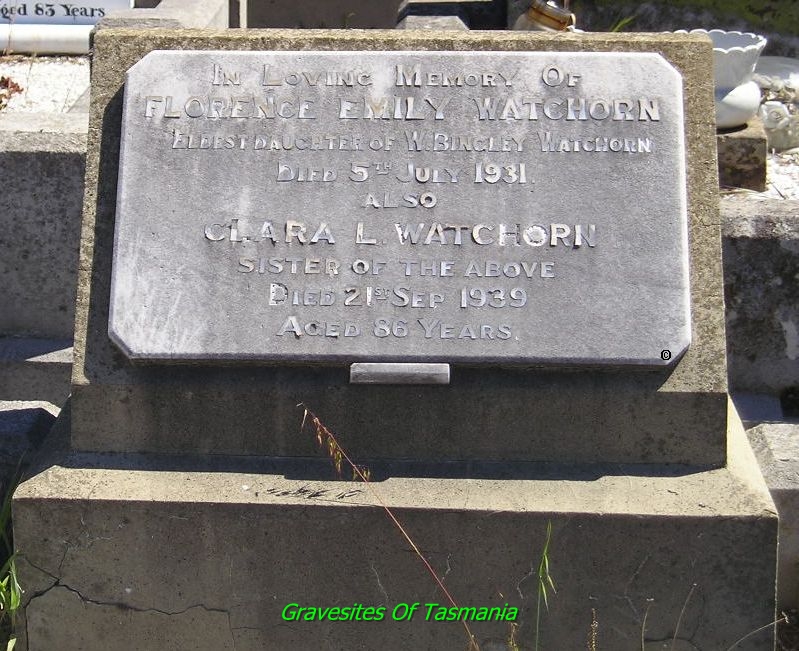 Aged 83 Years
In Loving Memory Of
FLORENCE EMILY WATCHORN
Eldest daughter of W. Bingley Watchorn
Died 5th July 1931.
ALSO
CLARA L. WATCHORN
SISTER OF THE ABOVE
Died 21st Sep 1939
Aged 86 Years.
©
Gravesites Of Tasmania